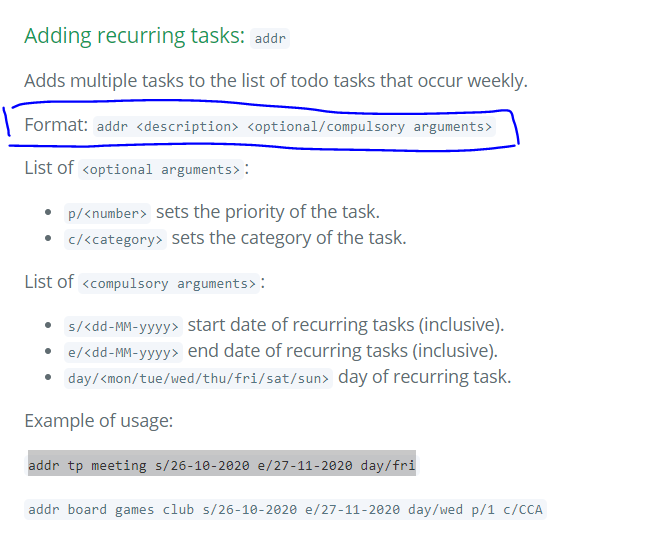 Adding recurring tasks: addr
Adds multiple tasks to the list of todo tasks that occur weekly.
Format: addr <description> <optional/compulsory arguments>
List of <optional arguments>:
p/<number> sets the priority of the task.
c/<category> sets the category of the task.
List of <compulsory arguments>:
s/<dd-MM-yyyy> start date of recurring tasks (inclusive).
e/<dd-MM-yyyy> end date of recurring tasks (inclusive).
day/<mon/tue/wed/thu/fri/sat/sun> day of recurring task.
Example of usage:
addr tp meeting s/26-10-2020 e/27-11-2020 day/fri
addr board games club s/26-10-2020 e/27-11-2020 day/wed p/1 c/CCA